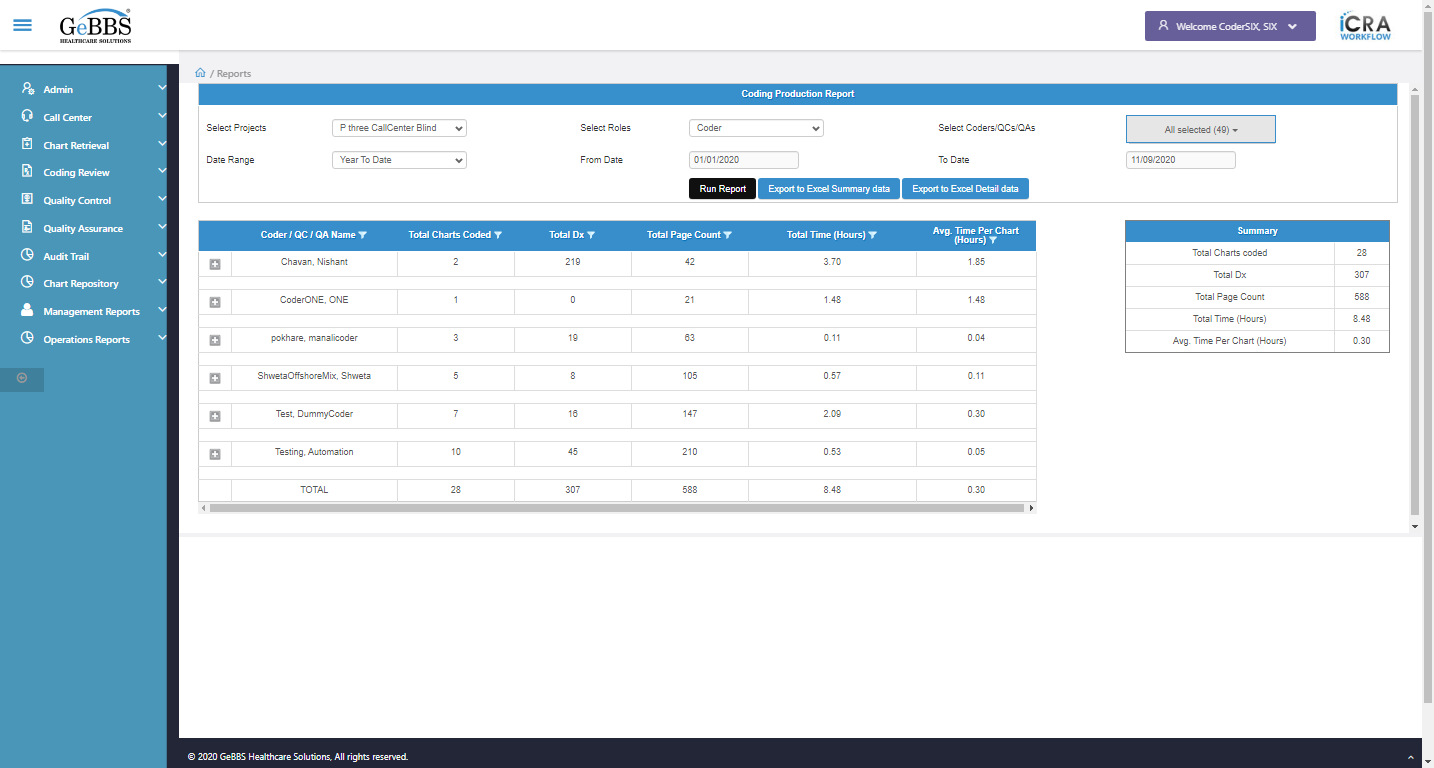 GeBBS
HEALTHCARE SOLUTIONS
Welcome CoderSIX, SIX
iCRA
WORKFLOW
/ Reports
Admin
Call Center
Chart Retrieval
Coding Review
Quality Control
Quality Assurance
Audit Trail
Chart Repository
Management Reports
Operations Reports
Coding Production Report
Select Projects P three CallCenter Blind Select Roles Coder Select Coders/QCs/QAs All selected (49)
Date Range Year To Date From Date 01/01/2020 To Date 11/09/2020
Run Report Export to Excel Summary data Export to Excel Detail data
Coder / QC / QA Name Total Charts Coded Total Dx Total Page Count Total Time (Hours) Avg. Time Per Chart (Hours)
Chavan, Nishant 2 219 42 3.70 1.85
CoderONE, ONE 1 0 21 1.48 1.48
pokhare, manalicoder 3 19 63 0.11 0.04
ShwetaOffshoreMix, Shweta 5 8 105 0.57 0.11
Test, DummyCoder 7 16 147 2.09 0.30
Testing, Automation 10 45 210 0.53 0.05
TOTAL 28 307 588 8.48 0.30
Summary
Total Charts coded 28
Total Dx 307
Total Page Count 588
Total Time (Hours) 8.48
Avg. Time Per Chart (Hours) 0.30
© 2020 GeBBS Healthcare Solutions, All rights reserved.